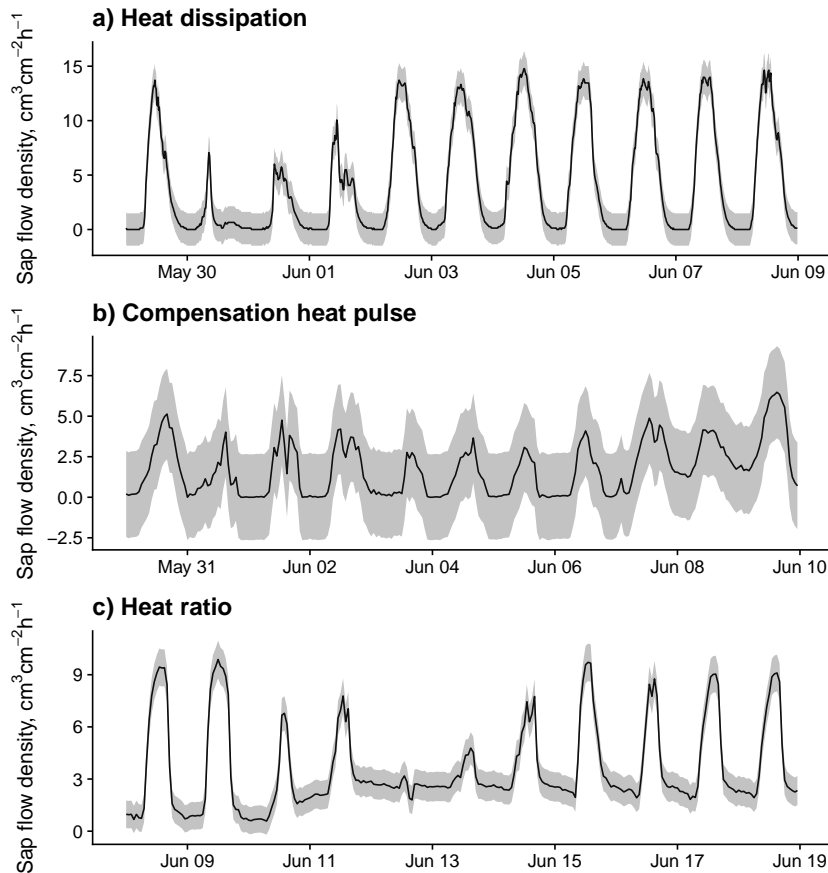 a) Heat dissipation
Sap flow density, cm³cm⁻²h⁻¹
15
10
5
0
May 30 Jun 01 Jun 03 Jun 05 Jun 07 Jun 09
b) Compensation heat pulse
Sap flow density, cm³cm⁻²h⁻¹
7.5
5.0
2.5
0.0
−2.5
May 31 Jun 02 Jun 04 Jun 06 Jun 08 Jun 10
c) Heat ratio
Sap flow density, cm³cm⁻²h⁻¹
9
6
3
0
Jun 09 Jun 11 Jun 13 Jun 15 Jun 17 Jun 19